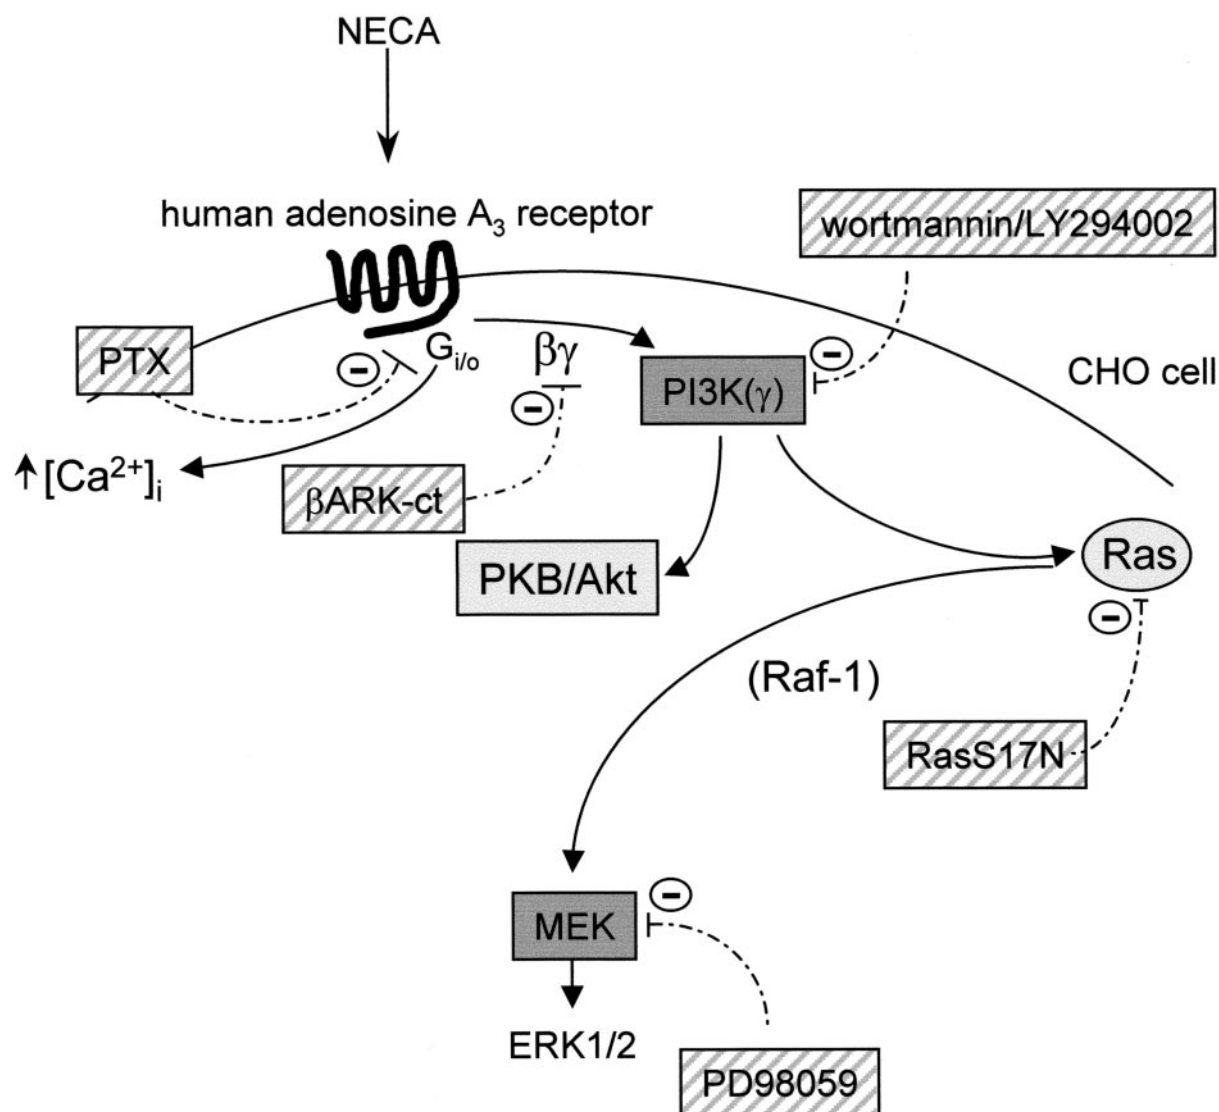 NECA
human adenosine A₃ receptor
wortmannin/LY294002
PTX
−
G i/o
βγ
−
PI3K(γ)
−
CHO cell
↑[Ca²⁺]i
βARK-ct
PKB/Akt
Ras
−
(Raf-1)
RasS17N
−
MEK
ERK1/2
PD98059